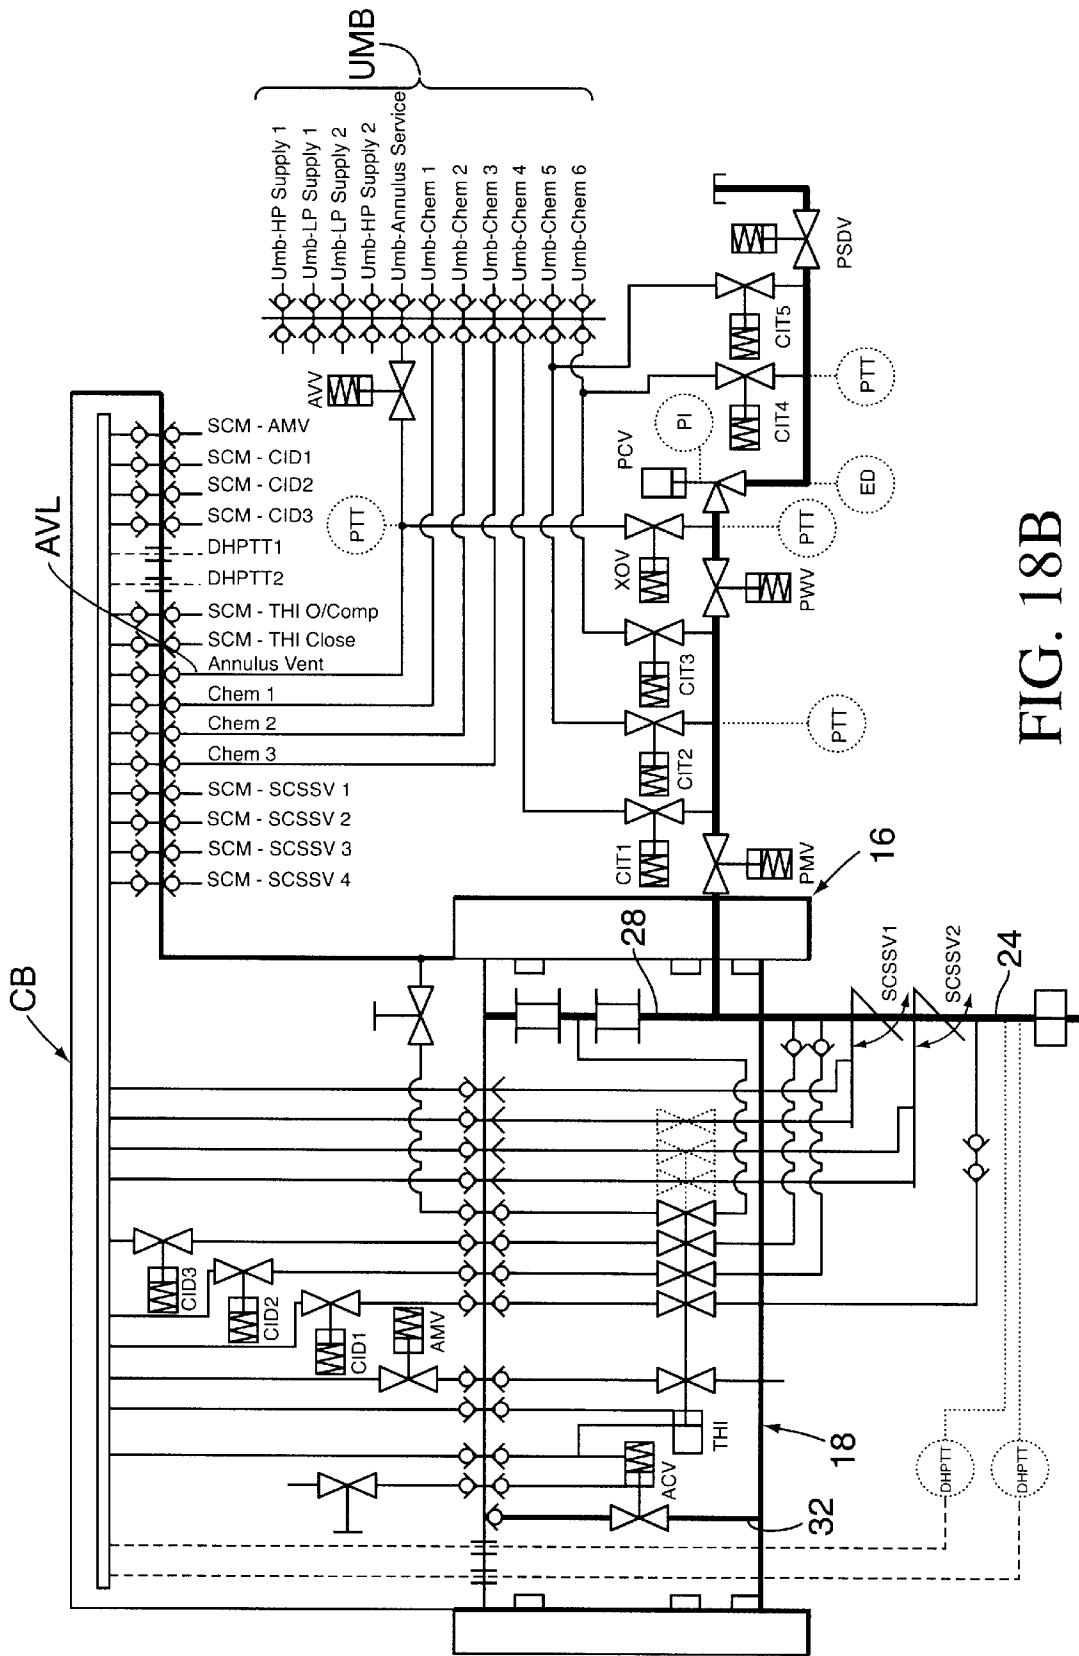 CB
AVL
UMB
SCM - AMV
SCM - CID1
SCM - CID2
SCM - CID3
DHPTT1
DHPTT2
SCM - THI O/Comp
SCM - THI Close
Annulus Vent
Chem 1
Chem 2
Chem 3
SCM - SCSSV 1
SCM - SCSSV 2
SCM - SCSSV 3
SCM - SCSSV 4
Umb-HP Supply 1
Umb-LP Supply 1
Umb-LP Supply 2
Umb-HP Supply 2
Umb-Annulus Service
Umb-Chem 1
Umb-Chem 2
Umb-Chem 3
Umb-Chem 4
Umb-Chem 5
Umb-Chem 6
AVV
PTT
CID3
CID2
CID1
AMV
ACV
THI
CIT1
CIT2
CIT3
XOV
PCV
PI
CIT4
CIT5
PSDV
PMV
PTT
PWV
PTT
ED
PTT
16
28
SCSSV1
SCSSV2
24
18
32
DHPTT
DHPTT
FIG. 18B